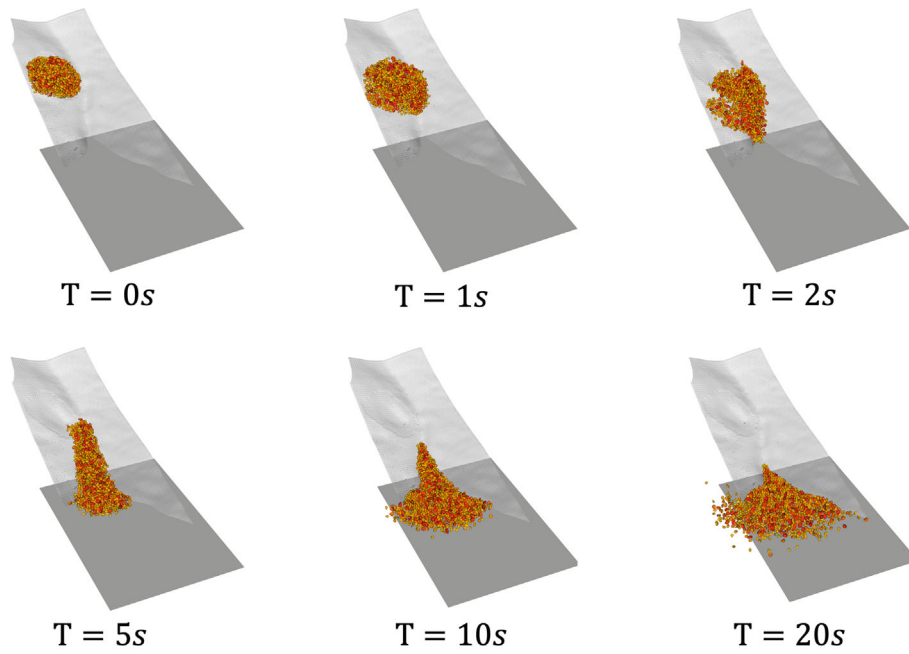 T = 0s
T = 1s
T = 2s
T = 5s
T = 10s
T = 20s